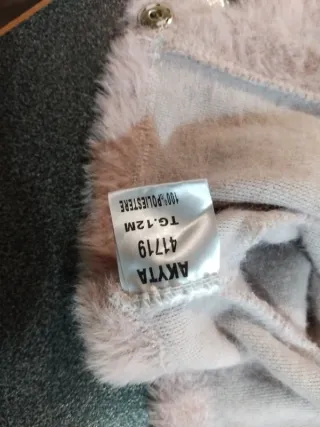 AKYTA
41719
TG.12M
100%POLIESTERE